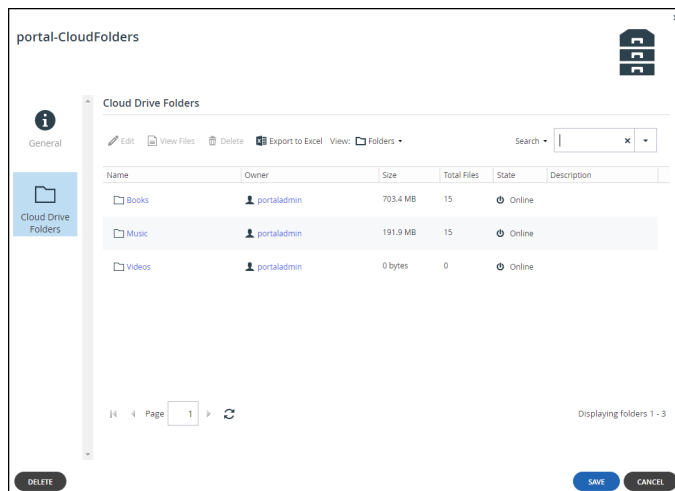 portal-CloudFolders
Cloud Drive Folders
General
Edit View Files Delete Export to Excel View: Folders Search
Name Owner Size Total Files State Description
Cloud Drive
Folders
Books portaladmin 703.4 MB 15 Online
Music portaladmin 191.9 MB 15 Online
Videos portaladmin 0 bytes 0 Online
Page 1 Displaying folders 1 - 3
DELETE SAVE CANCEL